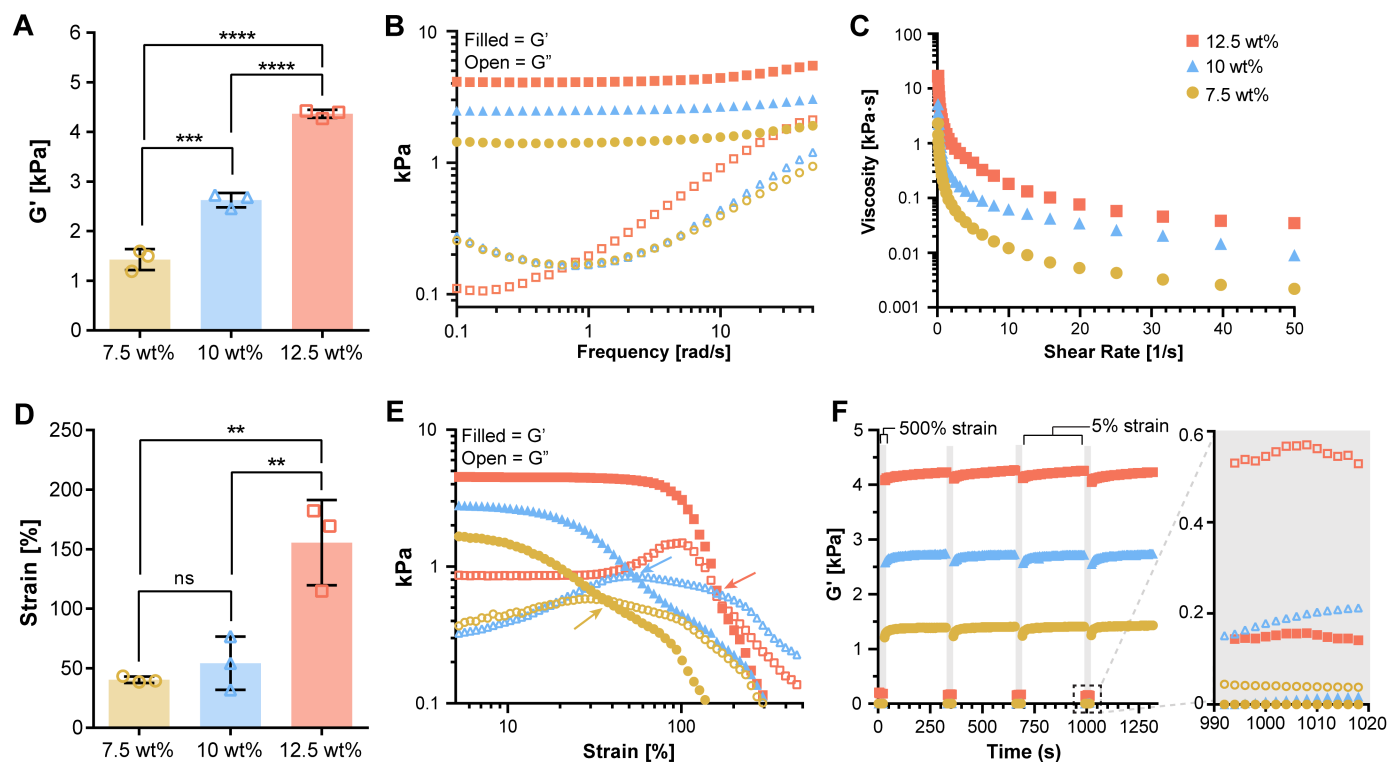 A
G' [kPa]
6
5
4
3
2
1
0
****
****
***
7.5 wt%
10 wt%
12.5 wt%
B
Filled = G'
Open = G"
kPa
10
1
0.1
0.1
1
10
Frequency [rad/s]
C
Viscosity [kPa·s]
100
10
1
0.1
0.01
0.001
0
10
20
30
40
50
Shear Rate [1/s]
12.5 wt%
10 wt%
7.5 wt%
D
Strain [%]
250
200
150
100
50
0
**
**
ns
7.5 wt%
10 wt%
12.5 wt%
E
Filled = G'
Open = G"
kPa
10
1
0.1
10
100
Strain [%]
F
500% strain
5% strain
G' [kPa]
5
4
3
2
1
0
0
250
500
750
1000
1250
Time (s)
0.6
0.4
0.2
0
990
1000
1010
1020